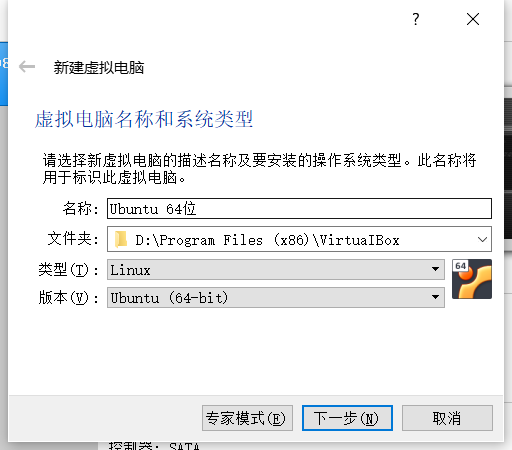 ?
新建虚拟电脑
虚拟电脑名称和系统类型
请选择新虚拟电脑的描述名称及要安装的操作系统类型。此名称将
用于标识此虚拟电脑。
名称: Ubuntu 64位
文件夹: D:\Program Files (x86)\VirtualBox
类型(T): Linux
64
版本(V): Ubuntu (64-bit)
专家模式(E) 下一步(N) 取消
控制器: SATA